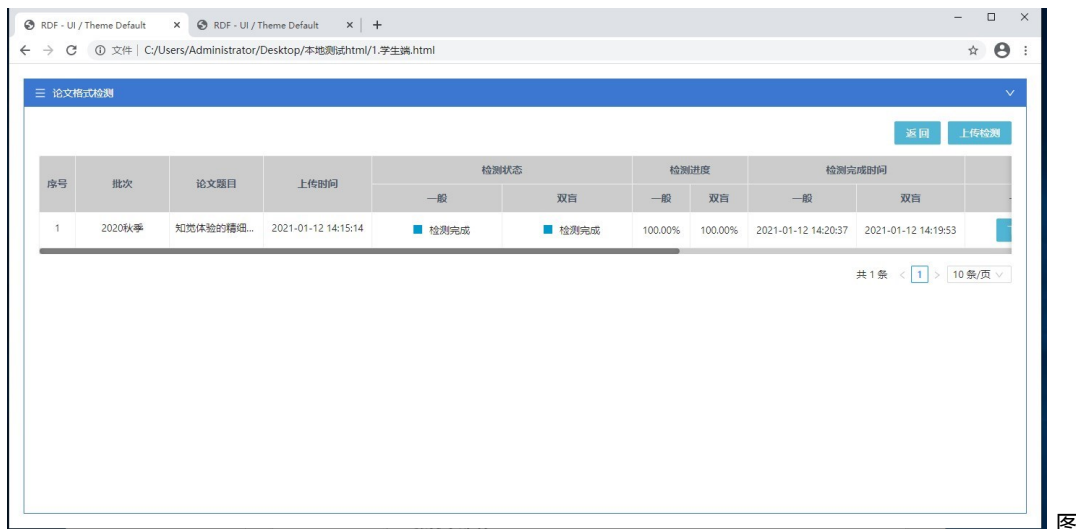 RDF - UI / Theme Default × RDF - UI / Theme Default × +
文件 | C:/Users/Administrator/Desktop/本地测试html/1.学生端.html
论文格式检测
返回 上传检测
序号 批次 论文题目 上传时间 检测状态 检测进度 检测完成时间
一般 双盲 一般 双盲 一般 双盲
1 2020秋季 知觉体验的精细... 2021-01-12 14:15:14 检测完成 检测完成 100.00% 100.00% 2021-01-12 14:20:37 2021-01-12 14:19:53
共 1 条 < 1 > 10 条/页
图